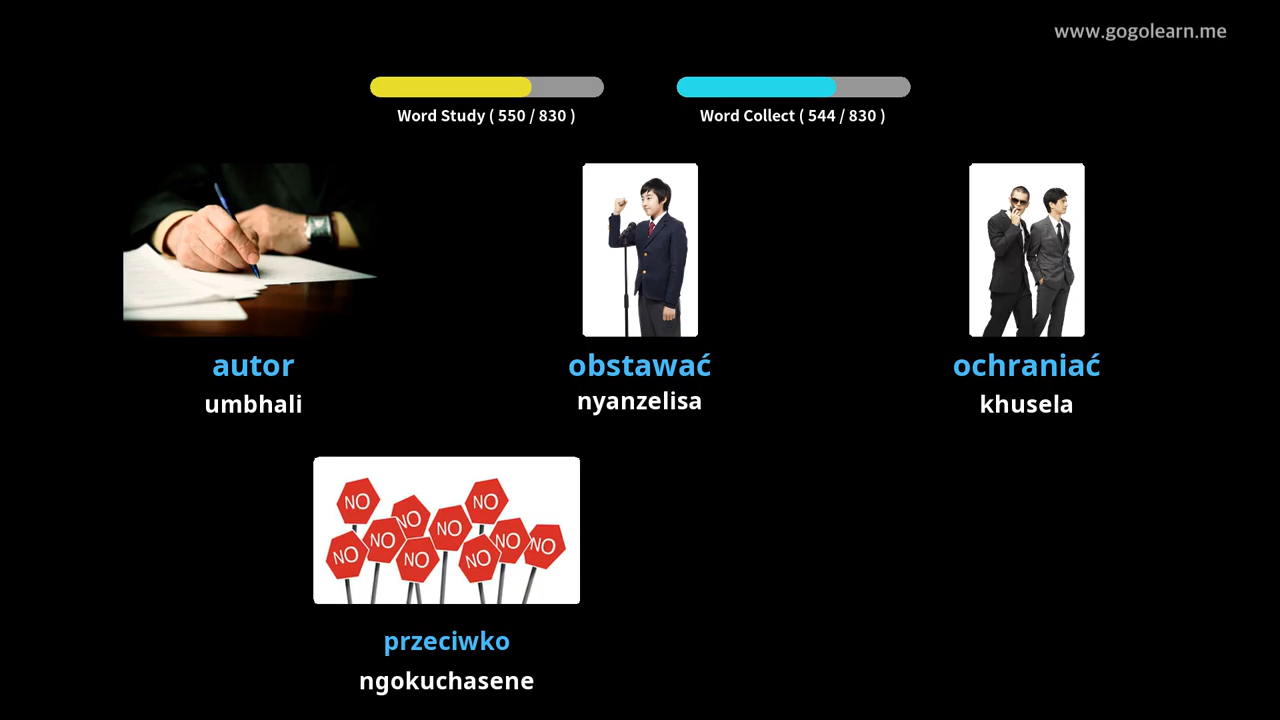 www.gogolearn.me
Word Study ( 550 / 830 )
Word Collect ( 544 / 830 )
autor
umbhali
obstawać
nyanzelisa
ochraniać
khusela
NO
NO
NO
NO
NO
NO
NO
NO
NO
NO
przeciwko
ngokuchasene